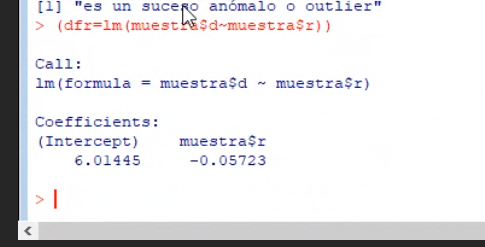 [1] "es un suceso anómalo o outlier"
> (dfr=lm(muestra$d~muestra$r))
Call:
lm(formula = muestra$d ~ muestra$r)
Coefficients:
(Intercept) muestra$r
6.01445 -0.05723
>